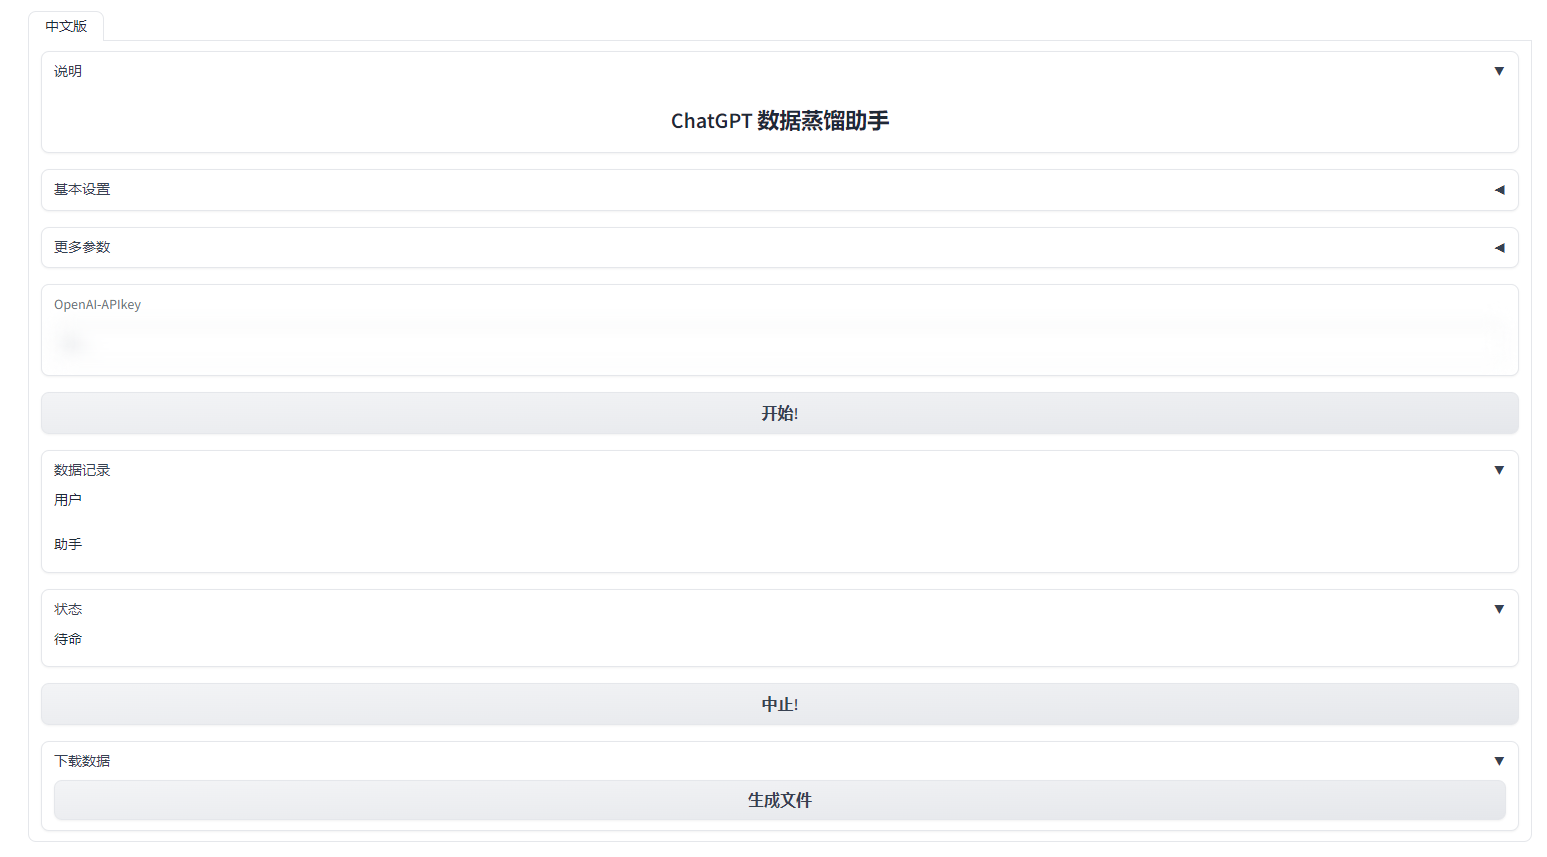 中文版
说明
ChatGPT 数据蒸馏助手
基本设置
更多参数
OpenAI-APIkey
开始!
数据记录
用户
助手
状态
待命
中止!
下载数据
生成文件